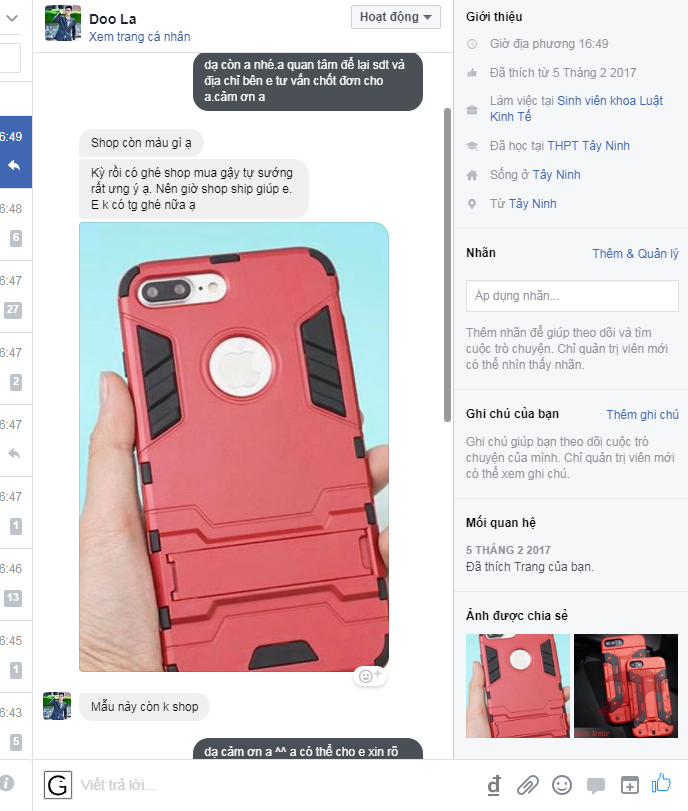 Doo La
Xem trang cá nhân
Hoạt động
dạ còn a nhé.a quan tâm để lại sdt và
địa chỉ bên e tư vấn chốt đơn cho
a.cảm ơn a
Shop còn màu gì ạ
Kỳ rồi có ghé shop mua gậy tự sướng
rất ưng ý ạ. Nên giờ shop ship giúp e.
E k có tg ghé nữa ạ
Mẫu này còn k shop
dạ cảm ơn a ^^ a có thể cho e xin rõ
Viết trả lời...
6:49
6:48
6
6:47
27
6:47
2
6:47
6:47
1
6:46
13
6:45
1
6:43
5
Giới thiệu
Giờ địa phương 16:49
Đã thích từ 5 Tháng 2 2017
Làm việc tại Sinh viên khoa Luật
Kinh Tế
Đã học tại THPT Tây Ninh
Sống ở Tây Ninh
Từ Tây Ninh
Nhãn
Thêm & Quản lý
Áp dụng nhãn...
Thêm nhãn để giúp theo dõi và tìm
cuộc trò chuyện. Chỉ quản trị viên mới
có thể nhìn thấy nhãn.
Ghi chú của bạn
Thêm ghi chú
Ghi chú giúp bạn theo dõi cuộc trò
chuyện của mình. Chỉ quản trị viên mới
có thể xem ghi chú.
Mối quan hệ
5 THÁNG 2 2017
Đã thích Trang của bạn.
Ảnh được chia sẻ